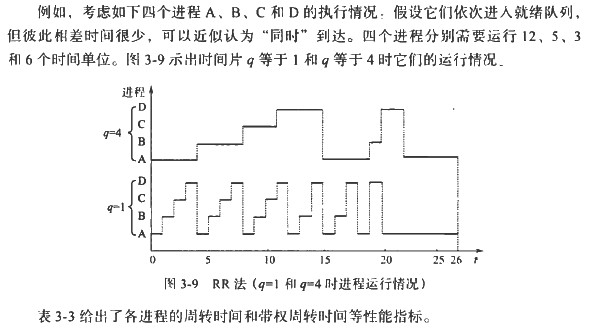 例如，考虑如下四个进程 A、B、C 和 D 的执行情况：假设它们依次进入就绪队列，
但彼此相差时间很少，可以近似认为“同时”到达。四个进程分别需要运行 12、5、3
和 6 个时间单位。图 3-9 示出时间片 q 等于 1 和 q 等于 4 时它们的运行情况。
进程
q=4
D
C
B
A
q=1
D
C
B
A
0 5 10 15 20 25 26 t
图 3-9 RR 法（q=1 和 q=4 时进程运行情况）
表 3-3 给出了各进程的周转时间和带权周转时间等性能指标。